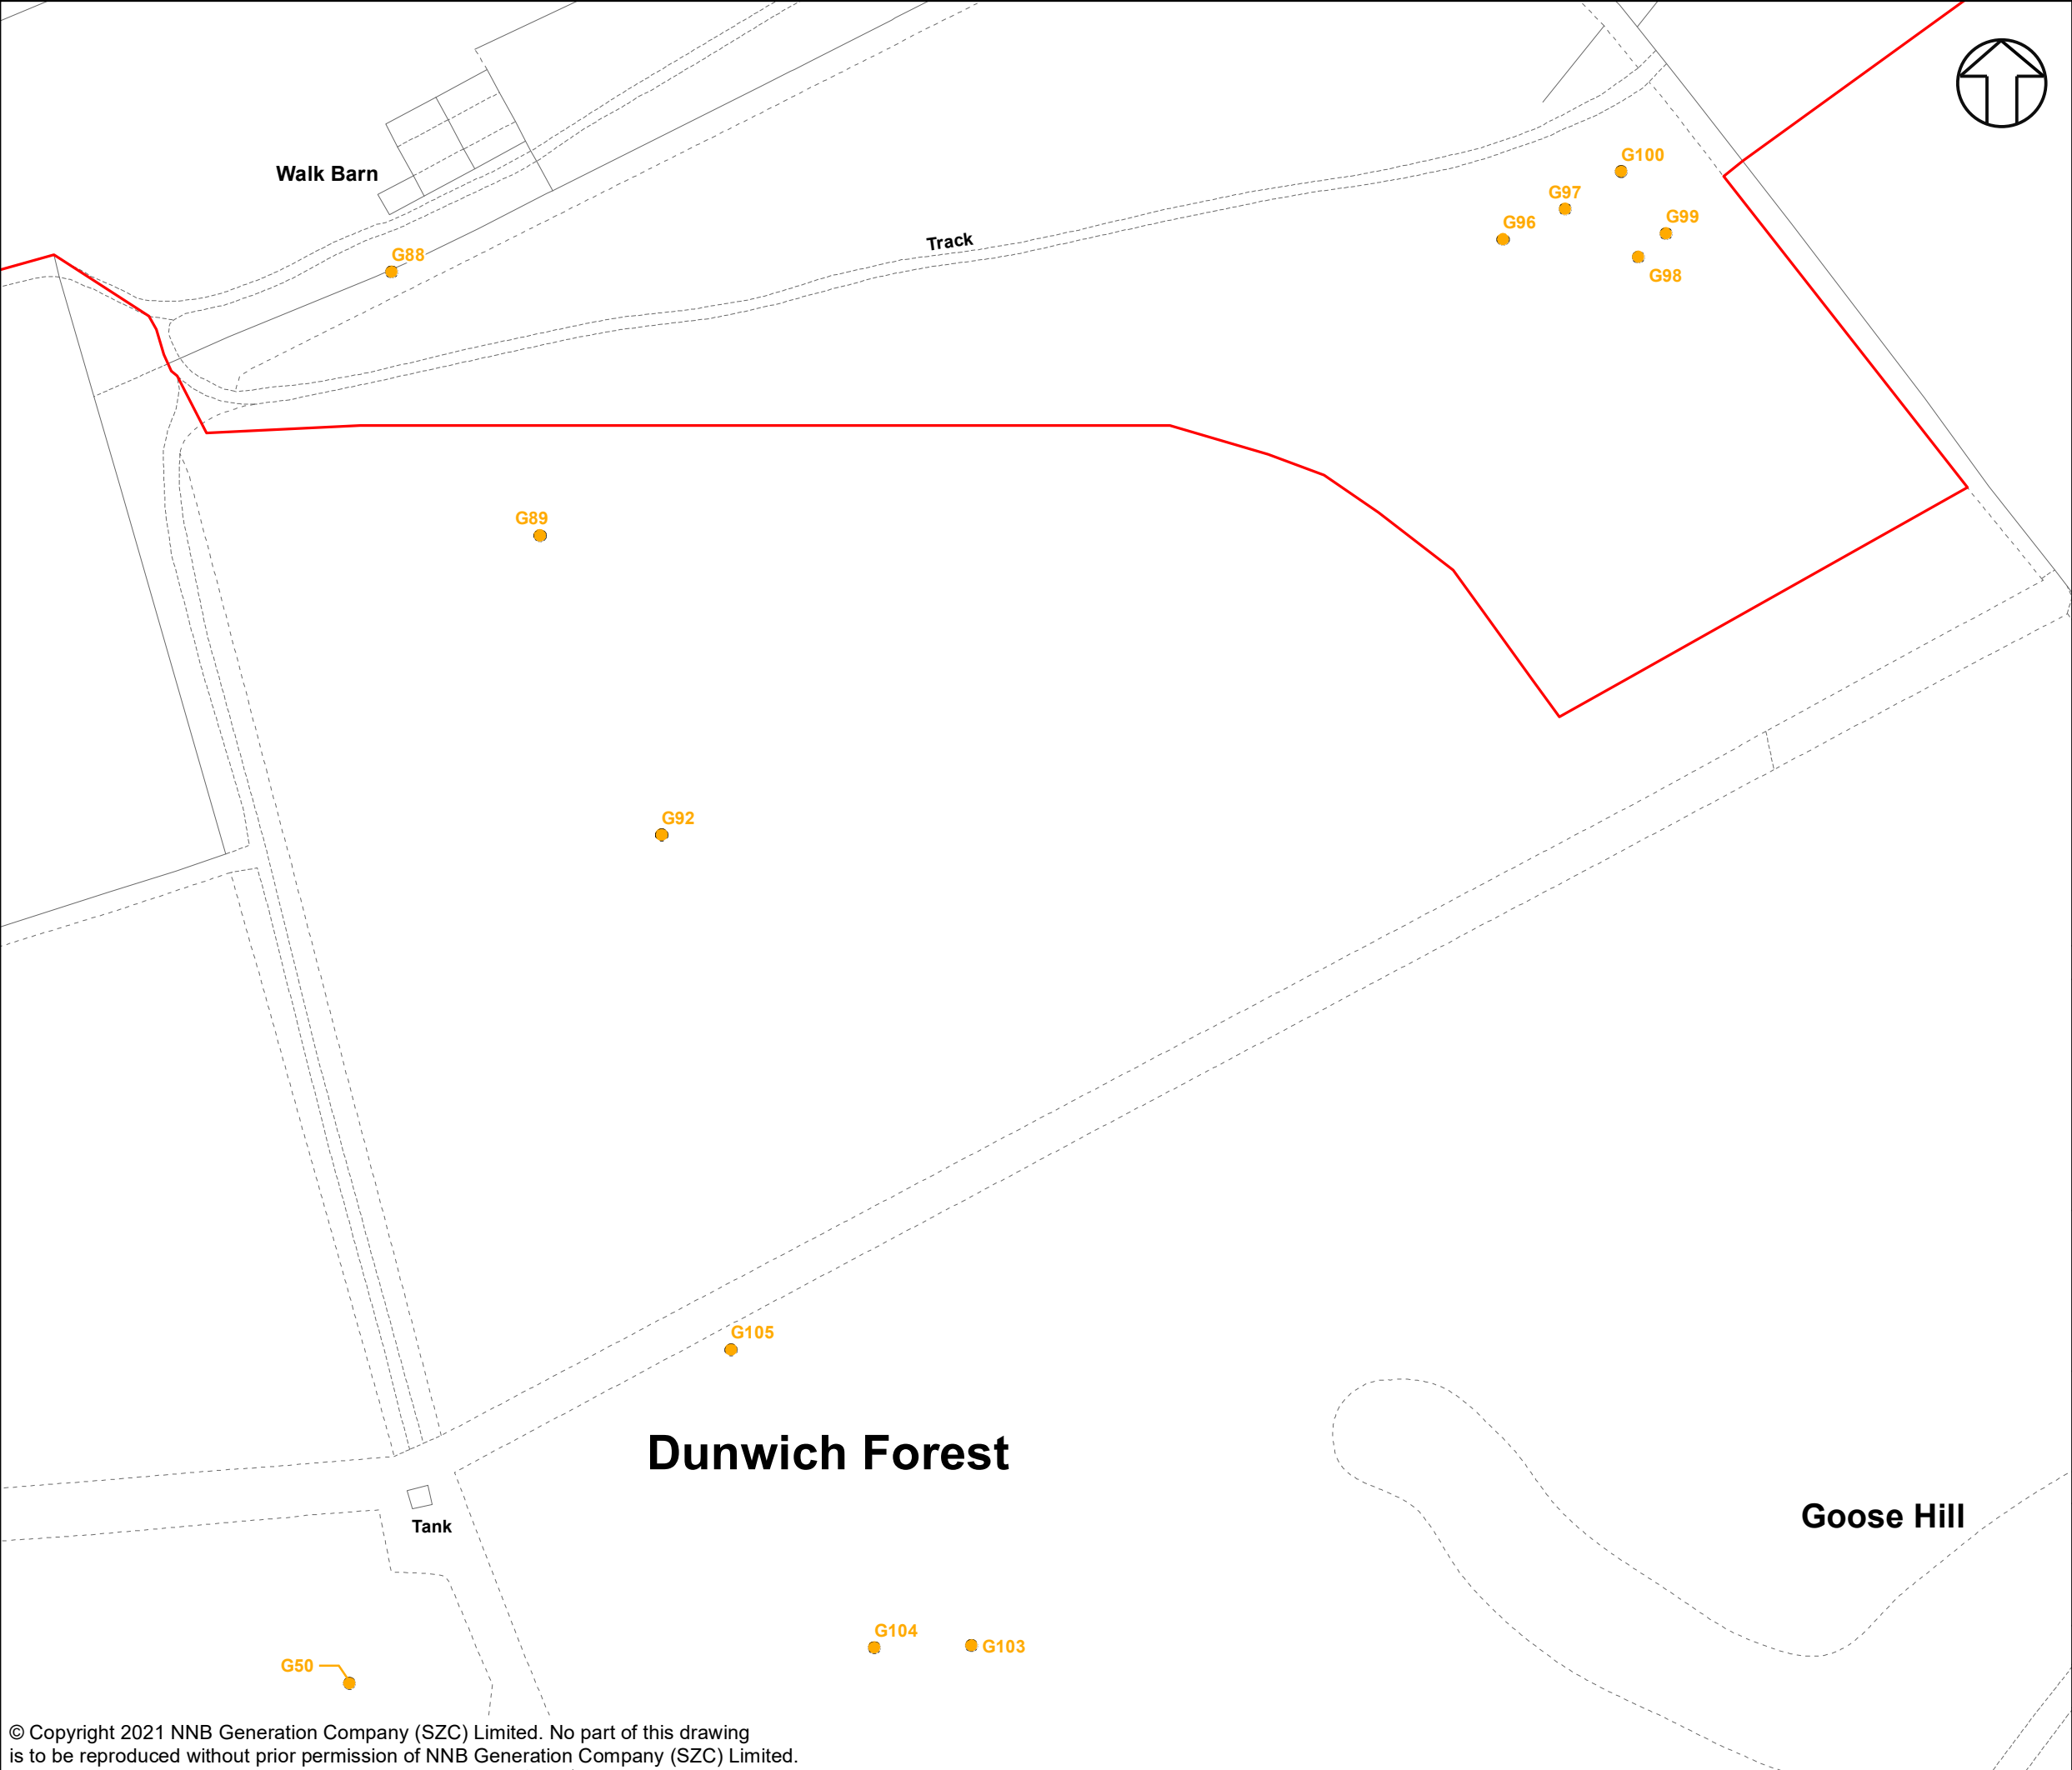 G100
Walk Barn
G97
G99
G96
Track
G88
G98
G89
G92
G105
Dunwich Forest
Goose Hill
Tank
G104
G103
G50
© Copyright 2021 NNB Generation Company (SZC) Limited. No part of this drawing
is to be reproduced without prior permission of NNB Generation Company (SZC) Limited.